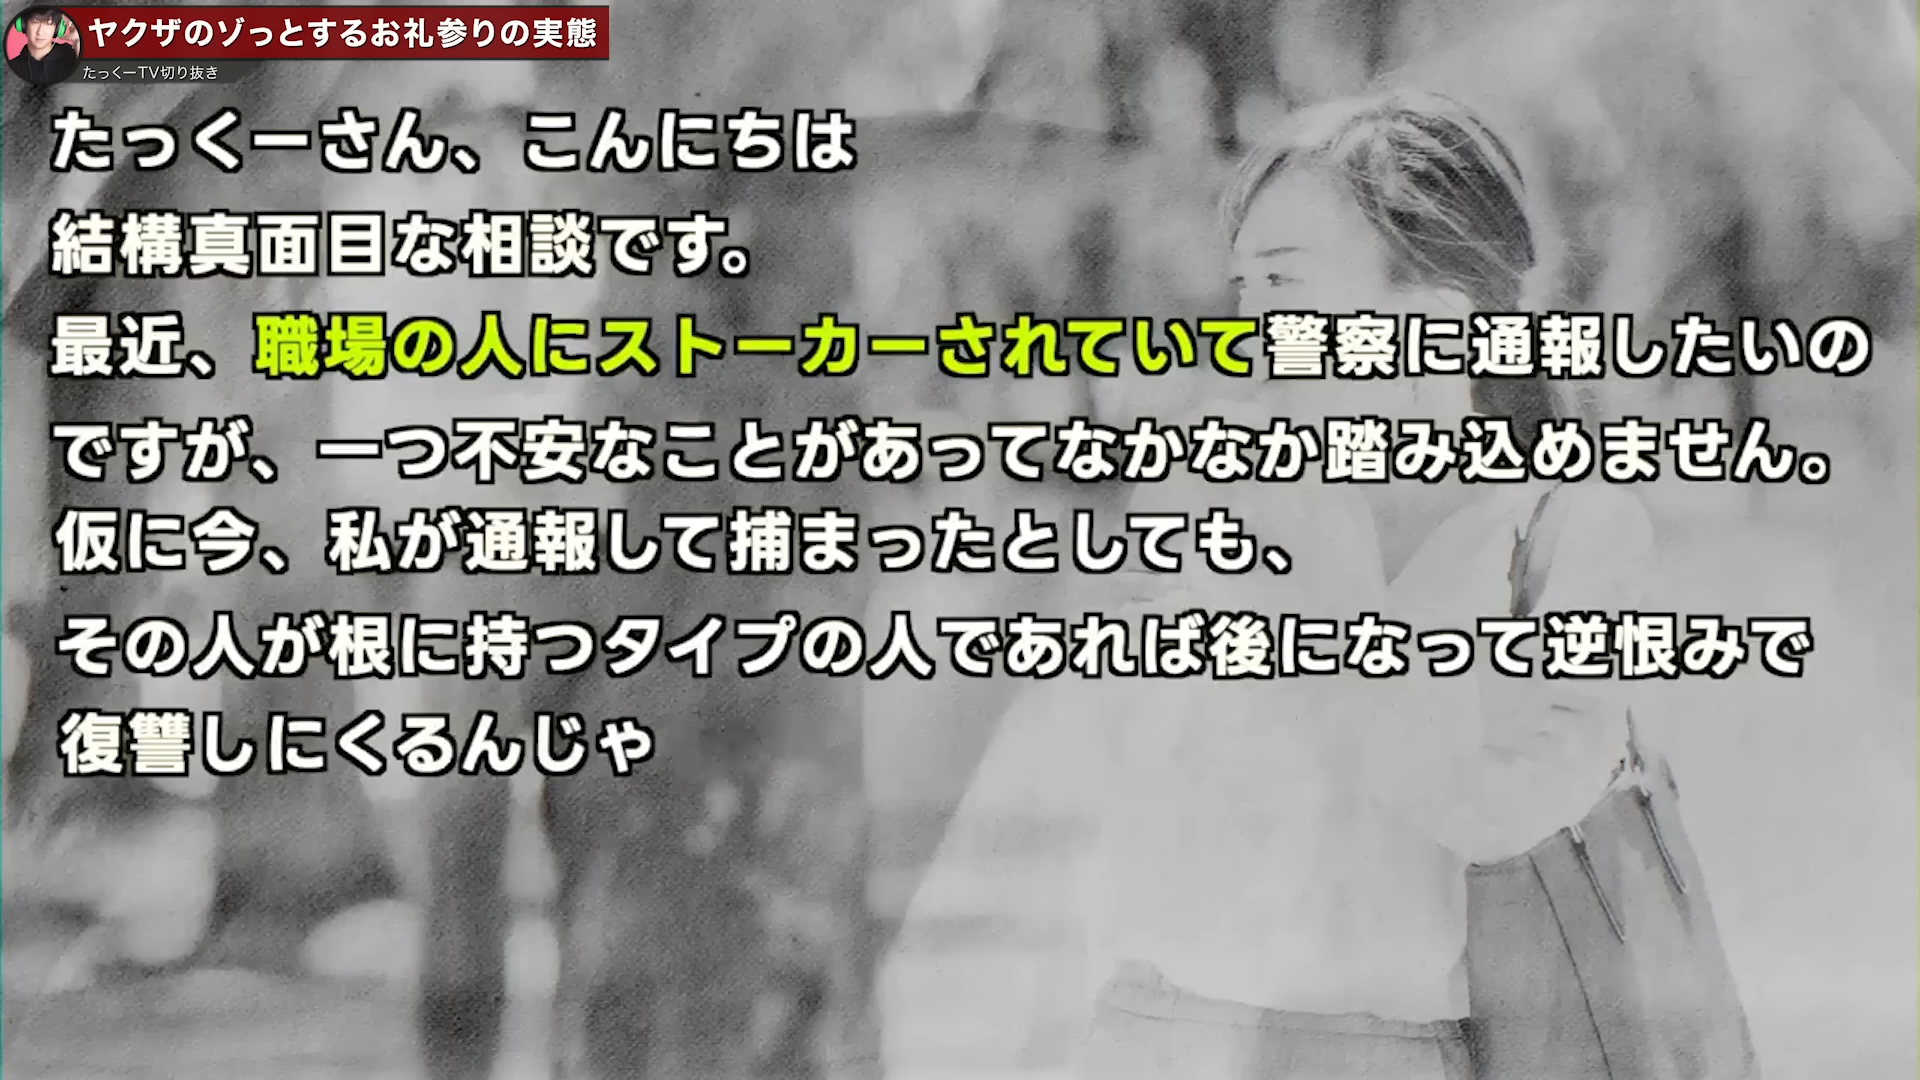 ヤクザのゾっとするお礼参りの実態
たっくーTV切り抜き
たっくーさん、こんにちは
結構真面目な相談です。
最近、職場の人にストーカーされていて警察に通報したいの
ですが、一つ不安なことがあってなかなか踏み込めません。
仮に今、私が通報して捕まったとしても、
その人が根に持つタイプの人であれば後になって逆恨みで
復讐しにくるんじゃ